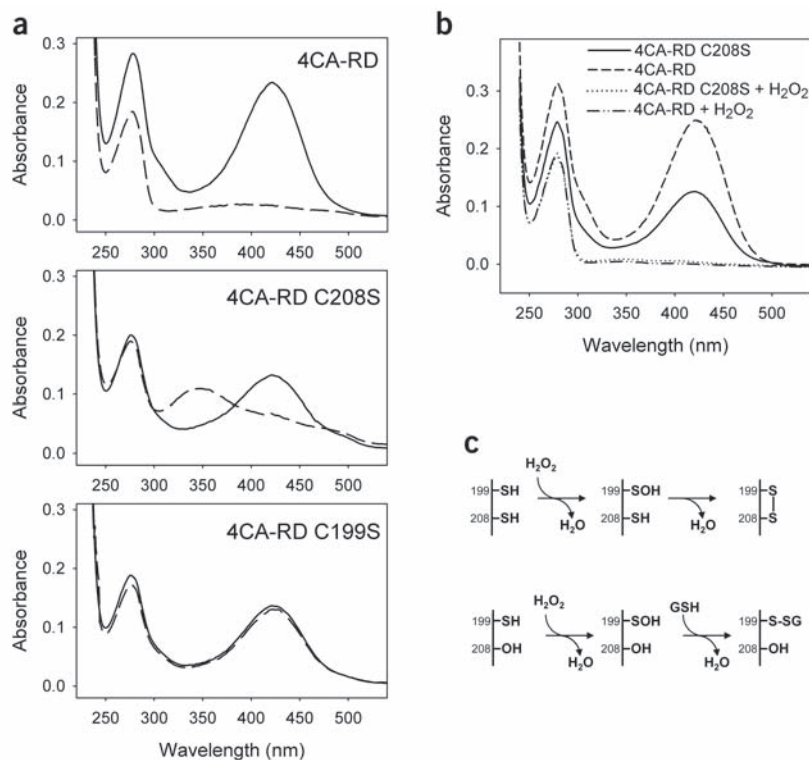 a
4CA-RD
0.3
0.2
0.1
0.0
Absorbance
250 300 350 400 450 500
4CA-RD C208S
0.3
0.2
0.1
0.0
Absorbance
250 300 350 400 450 500
4CA-RD C199S
0.3
0.2
0.1
0.0
Absorbance
250 300 350 400 450 500
Wavelength (nm)
b
4CA-RD C208S
4CA-RD
4CA-RD C208S + H₂O₂
4CA-RD + H₂O₂
0.3
0.2
0.1
0.0
Absorbance
250 300 350 400 450 500
Wavelength (nm)
c
H₂O₂
199 SH 199 SOH 199 S
208 SH 208 SH 208 S
H₂O H₂O
H₂O₂ GSH
199 SH 199 SOH 199 S-SG
208 OH 208 OH 208 OH
H₂O H₂O